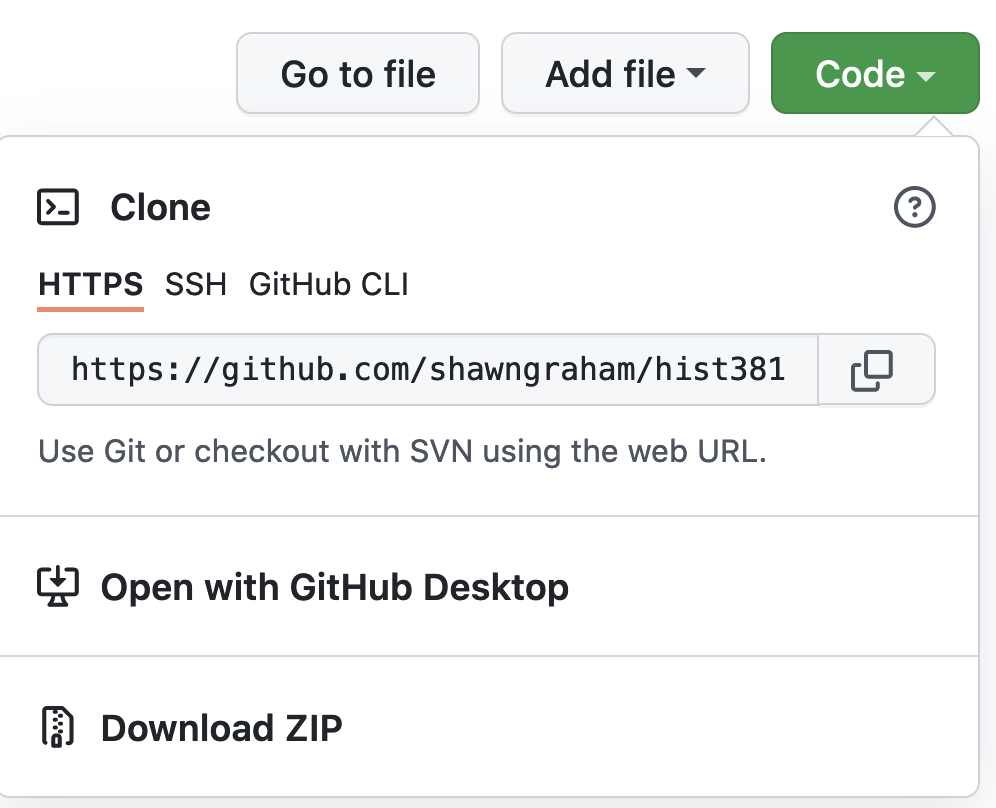 Go to file
Add file
Code
Clone
HTTPS SSH GitHub CLI
https://github.com/shawngraham/hist381
Use Git or checkout with SVN using the web URL.
Open with GitHub Desktop
Download ZIP